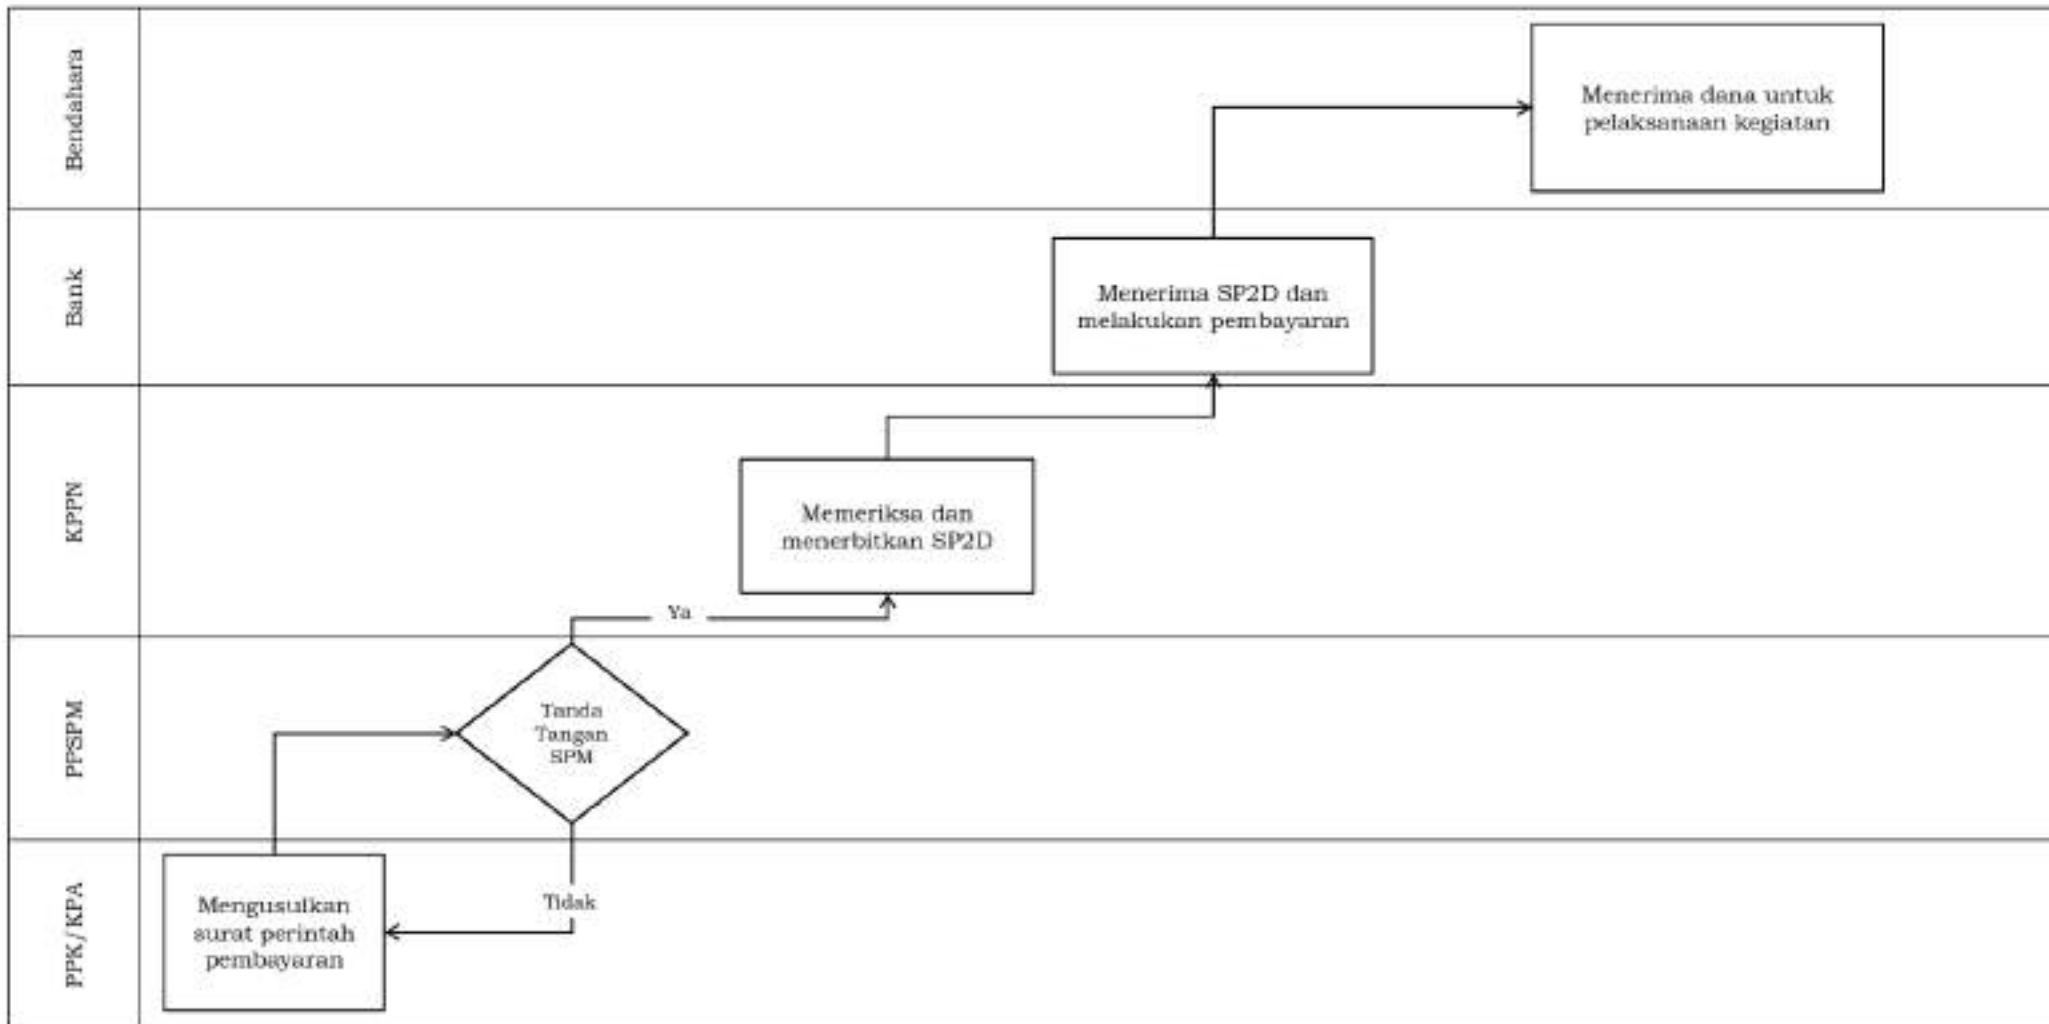 Bendahara
Menerima dana untuk
pelaksanaan kegiatan
Bank
Menerima SP2D dan
melakukan pembayaran
KPPN
Memeriksa dan
menerbitkan SP2D
Ya
PPSPM
Tanda
Tangan
SPM
PPK/KPA
Mengusulkan
surat perintah
pembayaran
Tidak